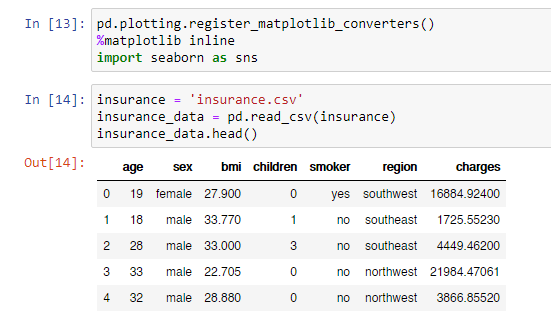 In [13]: pd.plotting.register_matplotlib_converters()
%matplotlib inline
import seaborn as sns
In [14]: insurance = 'insurance.csv'
insurance_data = pd.read_csv(insurance)
insurance_data.head()
Out[14]:
age sex bmi children smoker region charges
0 19 female 27.900 0 yes southwest 16884.92400
1 18 male 33.770 1 no southeast 1725.55230
2 28 male 33.000 3 no southeast 4449.46200
3 33 male 22.705 0 no northwest 21984.47061
4 32 male 28.880 0 no northwest 3866.85520